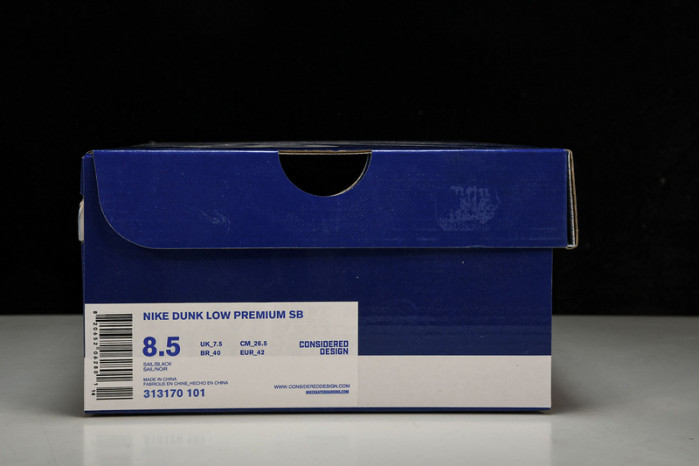 NIKE DUNK LOW PREMIUM SB
8.5 UK_7.5 CM_26.5 CONSIDERED
BR_40 EUR_42 DESIGN
SAIL/BLACK
SAIL/NOIR
MADE IN CHINA
FABRIQUE EN CHINE_HECHO EN CHINA
313170 101
WWW.CONSIDEREDDESIGN.COM